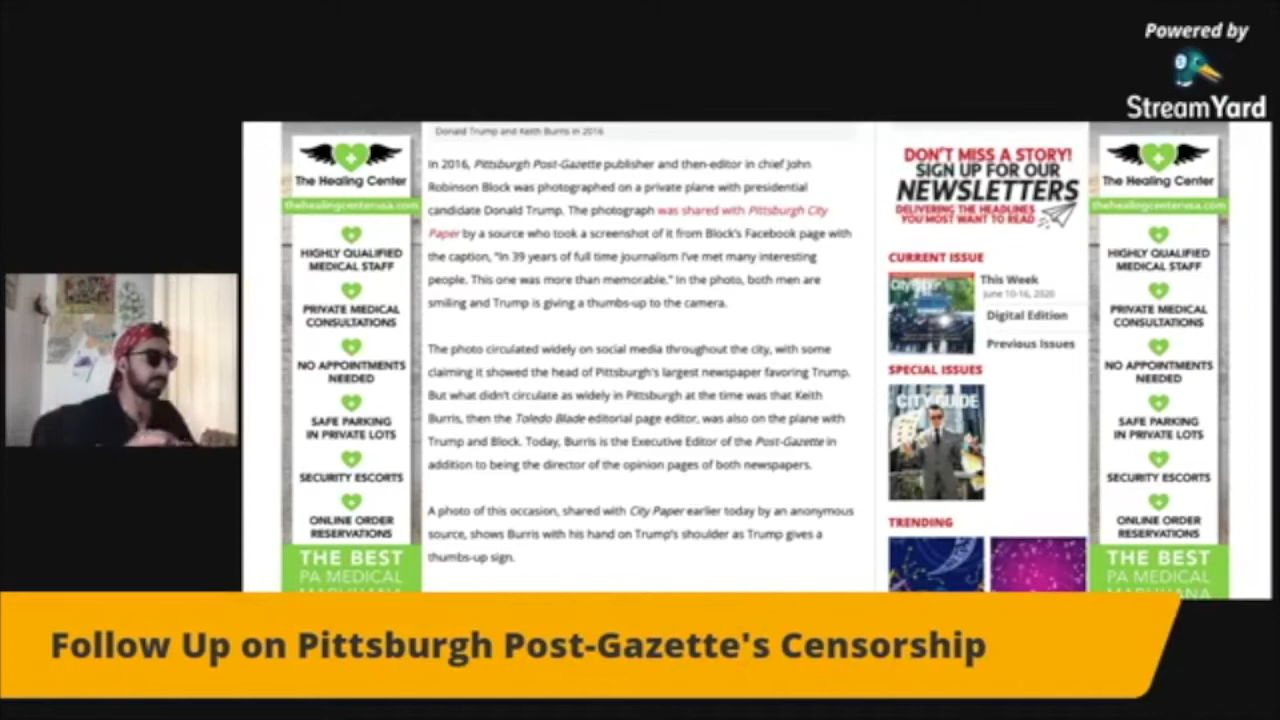 Powered by
StreamYard
Donald Trump and Keith Burris in 2016
In 2016, Pittsburgh Post-Gazette publisher and then-editor in chief John
Robinson Block was photographed on a private plane with presidential
candidate Donald Trump. The photograph was shared with Pittsburgh City
Paper by a source who took a screenshot of it from Block's Facebook page with
the caption, "In 39 years of full time journalism I've met many interesting
people. This one was more than memorable." In the photo, both men are
smiling and Trump is giving a thumbs-up to the camera.
The photo circulated widely on social media throughout the city, with some
claiming it showed the head of Pittsburgh's largest newspaper favoring Trump.
But what didn't circulate as widely in Pittsburgh at the time was that Keith
Burris, then the Toledo Blade editorial page editor, was also on the plane with
Trump and Block. Today, Burris is the Executive Editor of the Post-Gazette in
addition to being the director of the opinion pages of both newspapers.
A photo of this occasion, shared with City Paper earlier today by an anonymous
source, shows Burris with his hand on Trump's shoulder as Trump gives a
thumbs-up sign.
The Healing Center
thehealingcenterusa.com
HIGHLY QUALIFIED
MEDICAL STAFF
PRIVATE MEDICAL
CONSULTATIONS
NO APPOINTMENTS
NEEDED
SAFE PARKING
IN PRIVATE LOTS
SECURITY ESCORTS
ONLINE ORDER
RESERVATIONS
THE BEST
PA MEDICAL
MARIJUANA
DON'T MISS A STORY!
SIGN UP FOR OUR
NEWSLETTERS
DELIVERING THE HEADLINES
YOU MOST WANT TO READ
CURRENT ISSUE
This Week
June 10-16, 2020
Digital Edition
Previous Issues
SPECIAL ISSUES
CITY GUIDE
TRENDING
The Healing Center
thehealingcenterusa.com
HIGHLY QUALIFIED
MEDICAL STAFF
PRIVATE MEDICAL
CONSULTATIONS
NO APPOINTMENTS
NEEDED
SAFE PARKING
IN PRIVATE LOTS
SECURITY ESCORTS
ONLINE ORDER
RESERVATIONS
THE BEST
PA MEDICAL
MARIJUANA
Follow Up on Pittsburgh Post-Gazette's Censorship